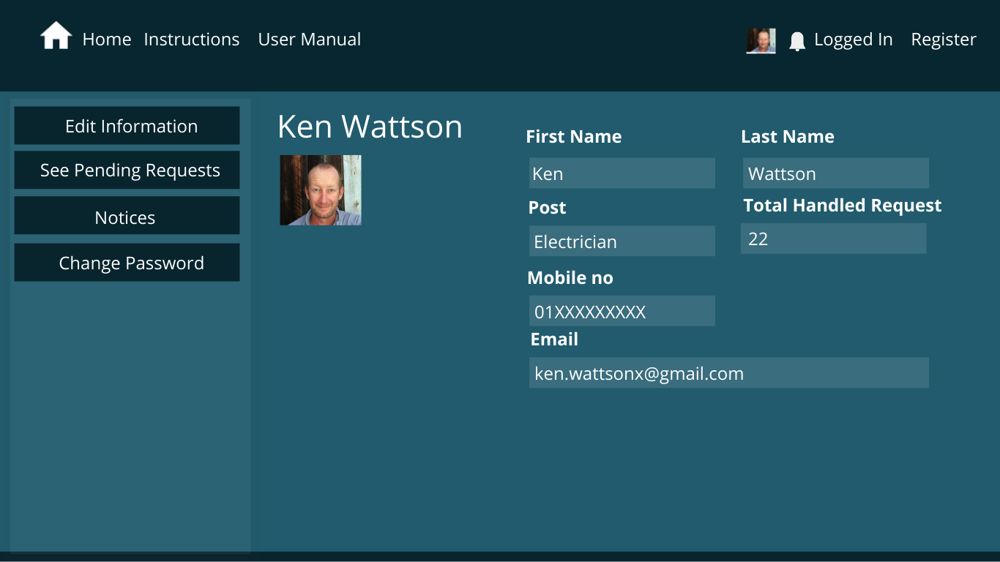 Home Instructions User Manual Logged In Register
Edit Information
See Pending Requests
Notices
Change Password
Ken Wattson
First Name Last Name
Ken Wattson
Post Total Handled Request
Electrician 22
Mobile no
01XXXXXXXXX
Email
ken.wattsonx@gmail.com